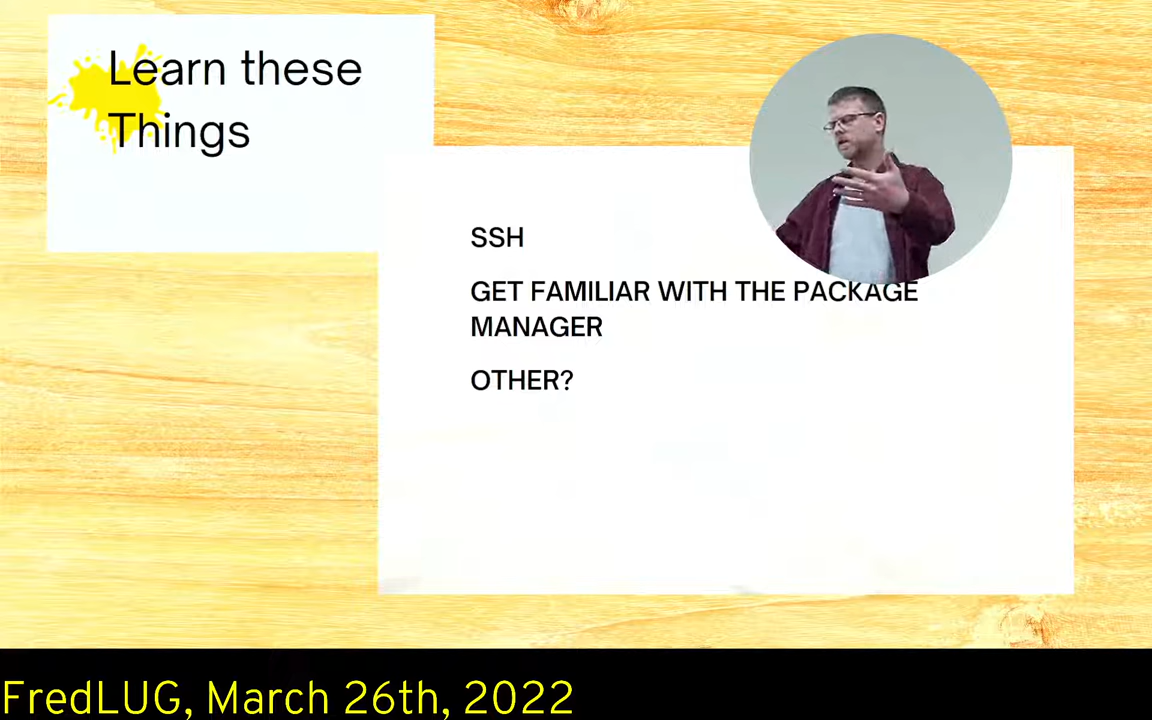 Learn these
Things
SSH
GET FAMILIAR WITH THE PACKAGE
MANAGER
OTHER?
FredLUG, March 26th, 2022